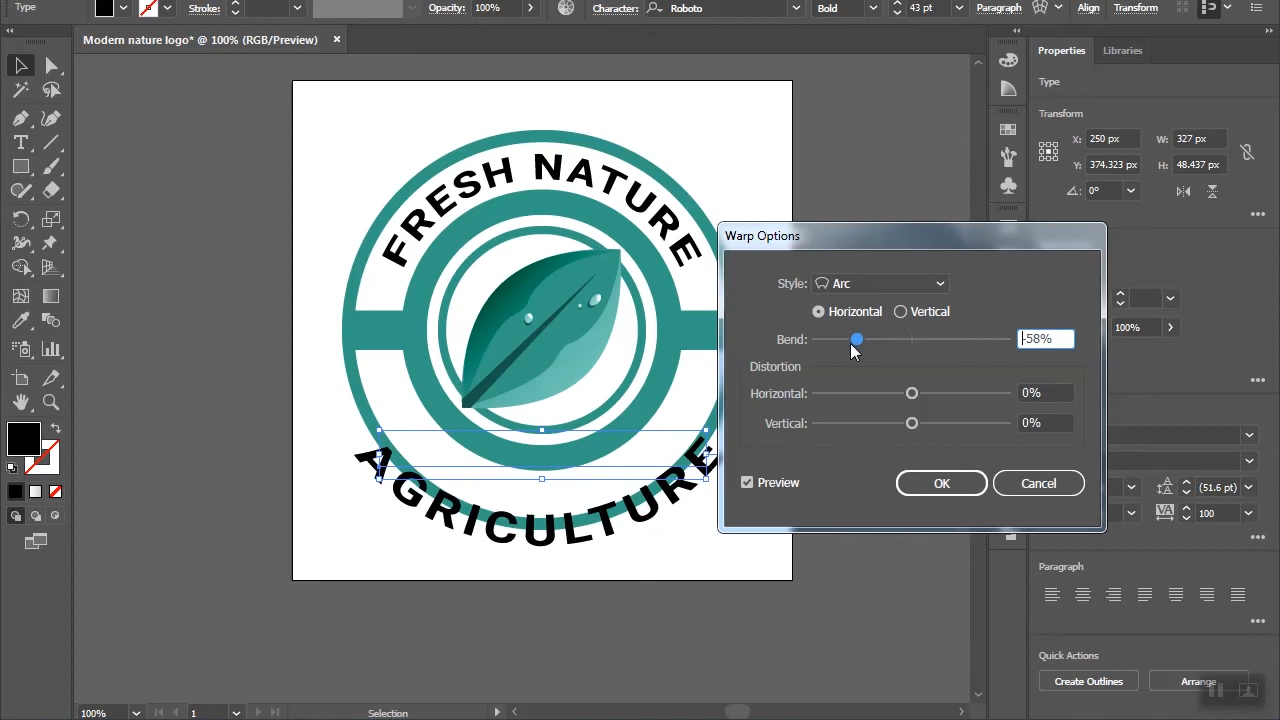 Type Stroke: Opacity: 100% Character: Roboto Bold 43 pt Paragraph Align Transform
Modern nature logo* @ 100% (RGB/Preview) ×
Properties Libraries
Type
Transform
X: 250 px W: 327 px
Y: 374.323 px H: 48.437 px
0°
FRESH NATURE
AGRICULTURE
Warp Options
Style: Arc
Horizontal Vertical
Bend: -58%
Distortion
Horizontal: 0%
Vertical: 0%
Preview OK Cancel
100%
(51.6 pt)
VA 100
Paragraph
Quick Actions
Create Outlines Arrange
100% 1 Selection